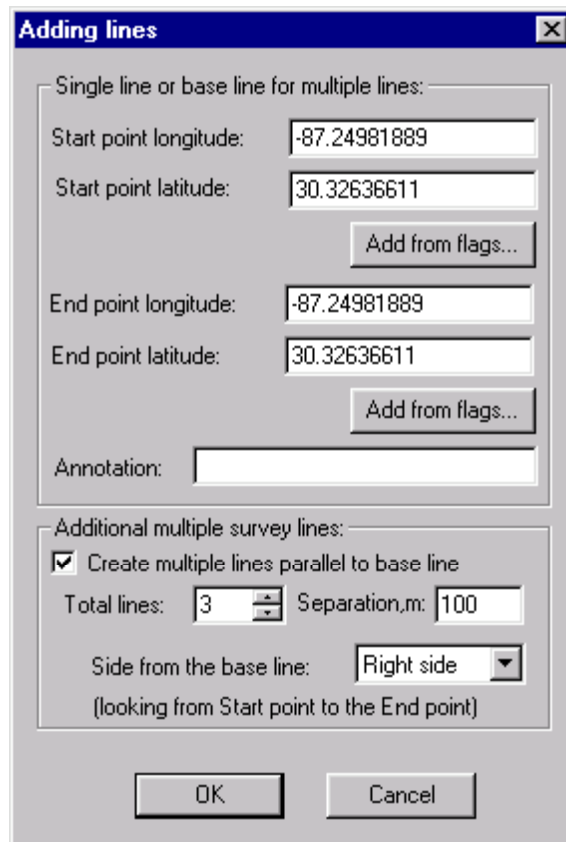 Adding lines
Single line or base line for multiple lines:
Start point longitude: -87.24981889
Start point latitude: 30.32636611
Add from flags...
End point longitude: -87.24981889
End point latitude: 30.32636611
Add from flags...
Annotation:
Additional multiple survey lines:
Create multiple lines parallel to base line
Total lines: 3 Separation,m: 100
Side from the base line: Right side
(looking from Start point to the End point)
OK Cancel